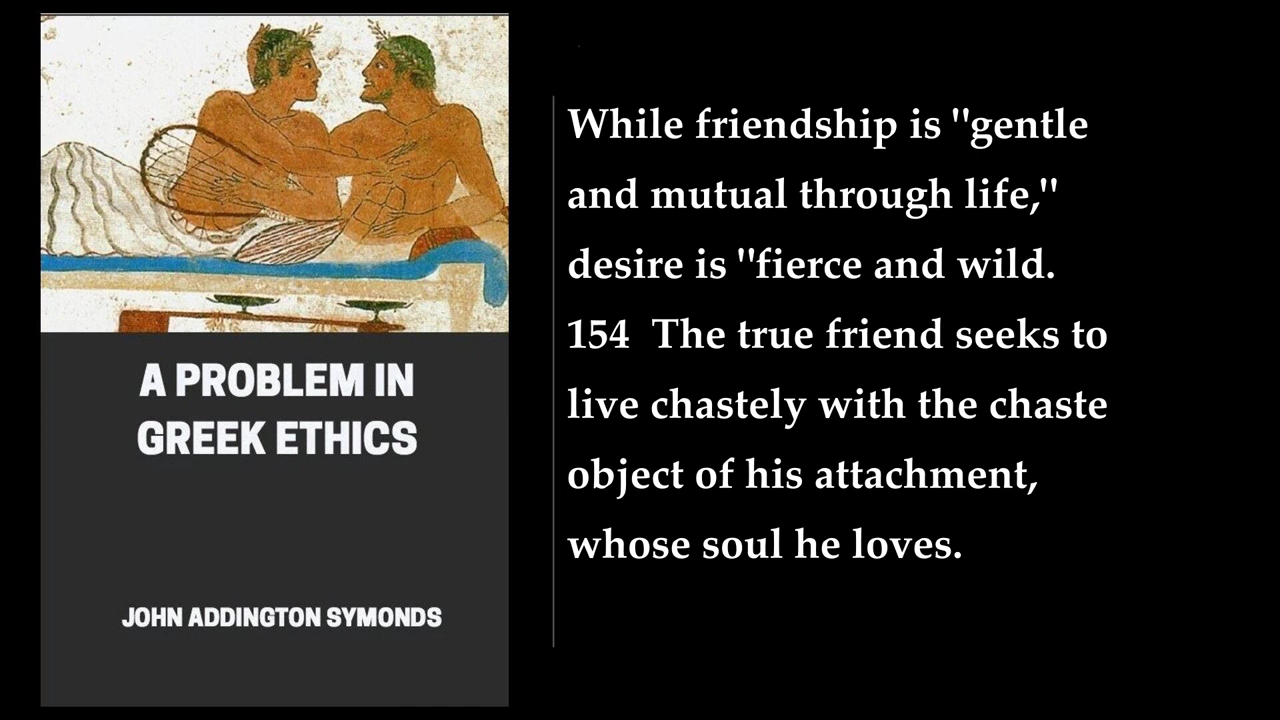 A PROBLEM IN
GREEK ETHICS
JOHN ADDINGTON SYMONDS
While friendship is "gentle
and mutual through life,"
desire is "fierce and wild.
154  The true friend seeks to
live chastely with the chaste
object of his attachment,
whose soul he loves.